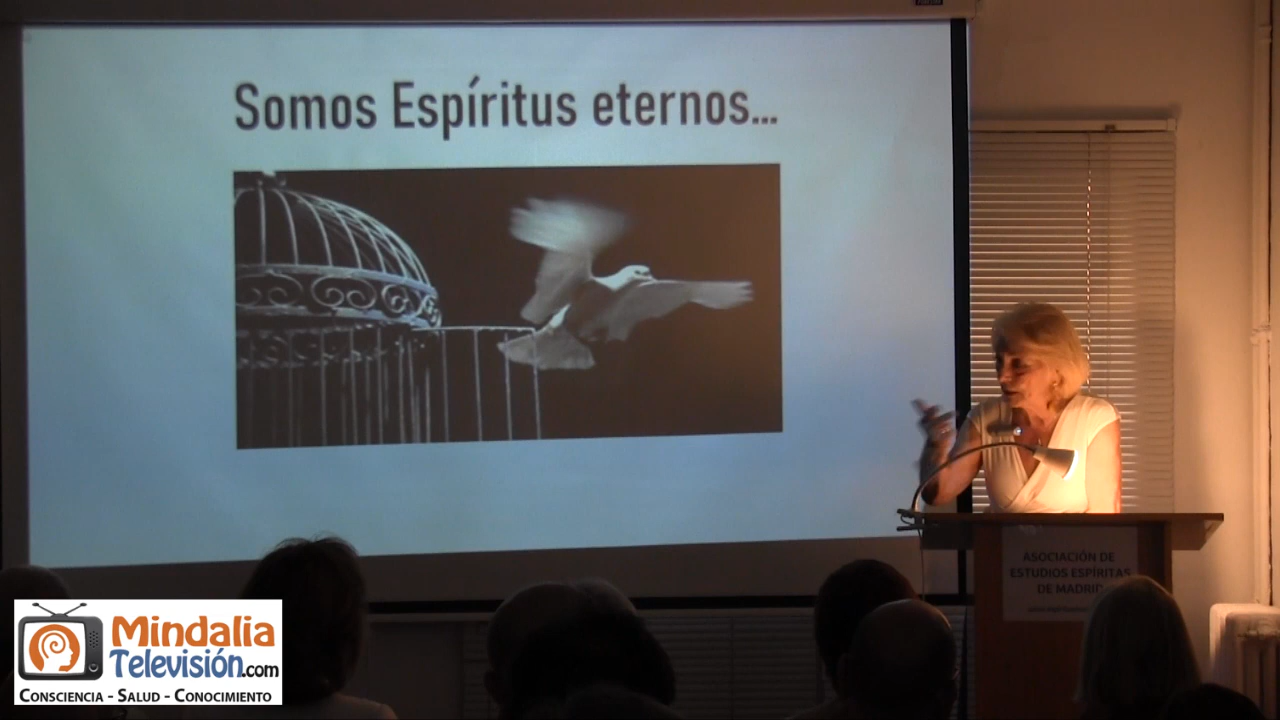 Somos Espíritus eternos...
ASOCIACIÓN DE
ESTUDIOS ESPÍRITAS
DE MADRID
Mindalia
Televisión.com
CONSCIENCIA - SALUD - CONOCIMIENTO